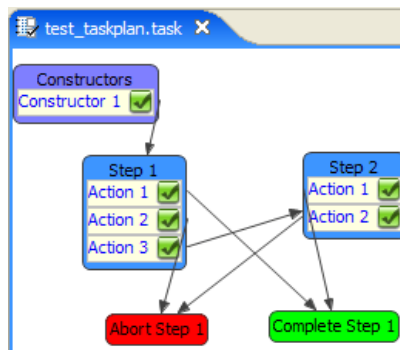 test_taskplan.task
Constructors
Constructor 1
Step 1
Action 1
Action 2
Action 3
Step 2
Action 1
Action 2
Abort Step 1
Complete Step 1